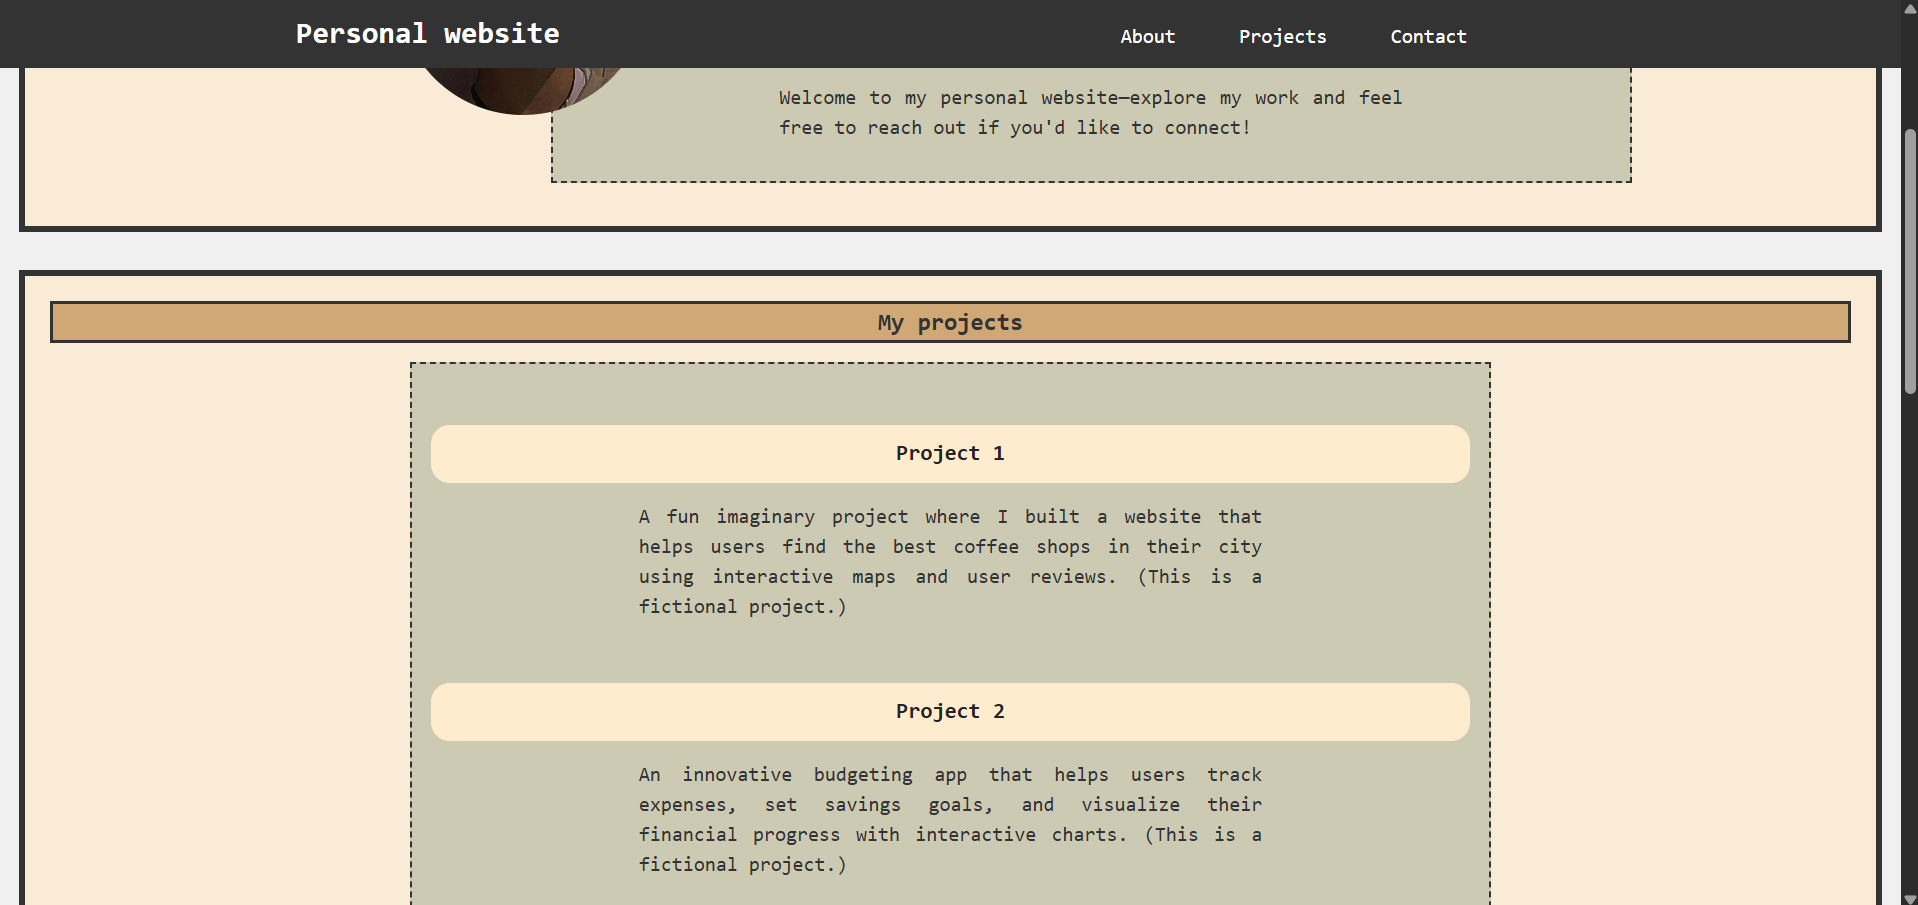 Personal website
About Projects Contact
Welcome to my personal website—explore my work and feel
free to reach out if you'd like to connect!
My projects
Project 1
A fun imaginary project where I built a website that
helps users find the best coffee shops in their city
using interactive maps and user reviews. (This is a
fictional project.)
Project 2
An innovative budgeting app that helps users track
expenses, set savings goals, and visualize their
financial progress with interactive charts. (This is a
fictional project.)